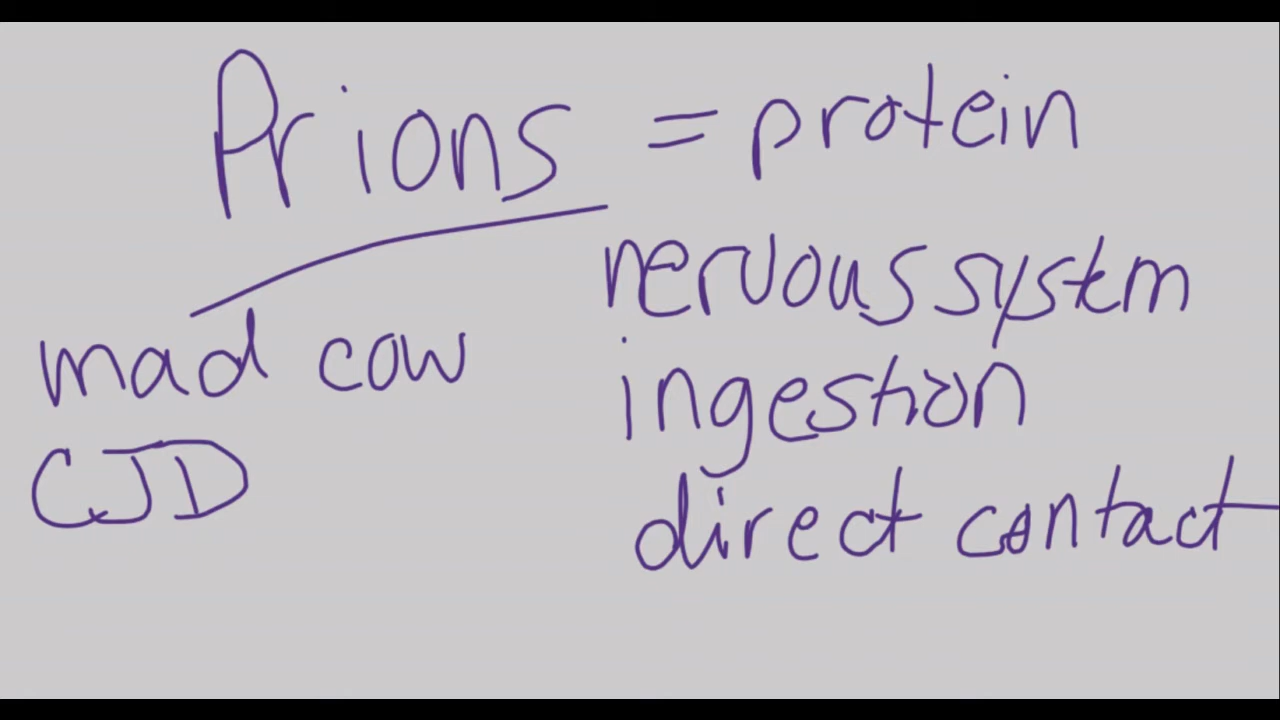 Prions = protein
nervous system
mad cow
ingestion
CJD
direct contact